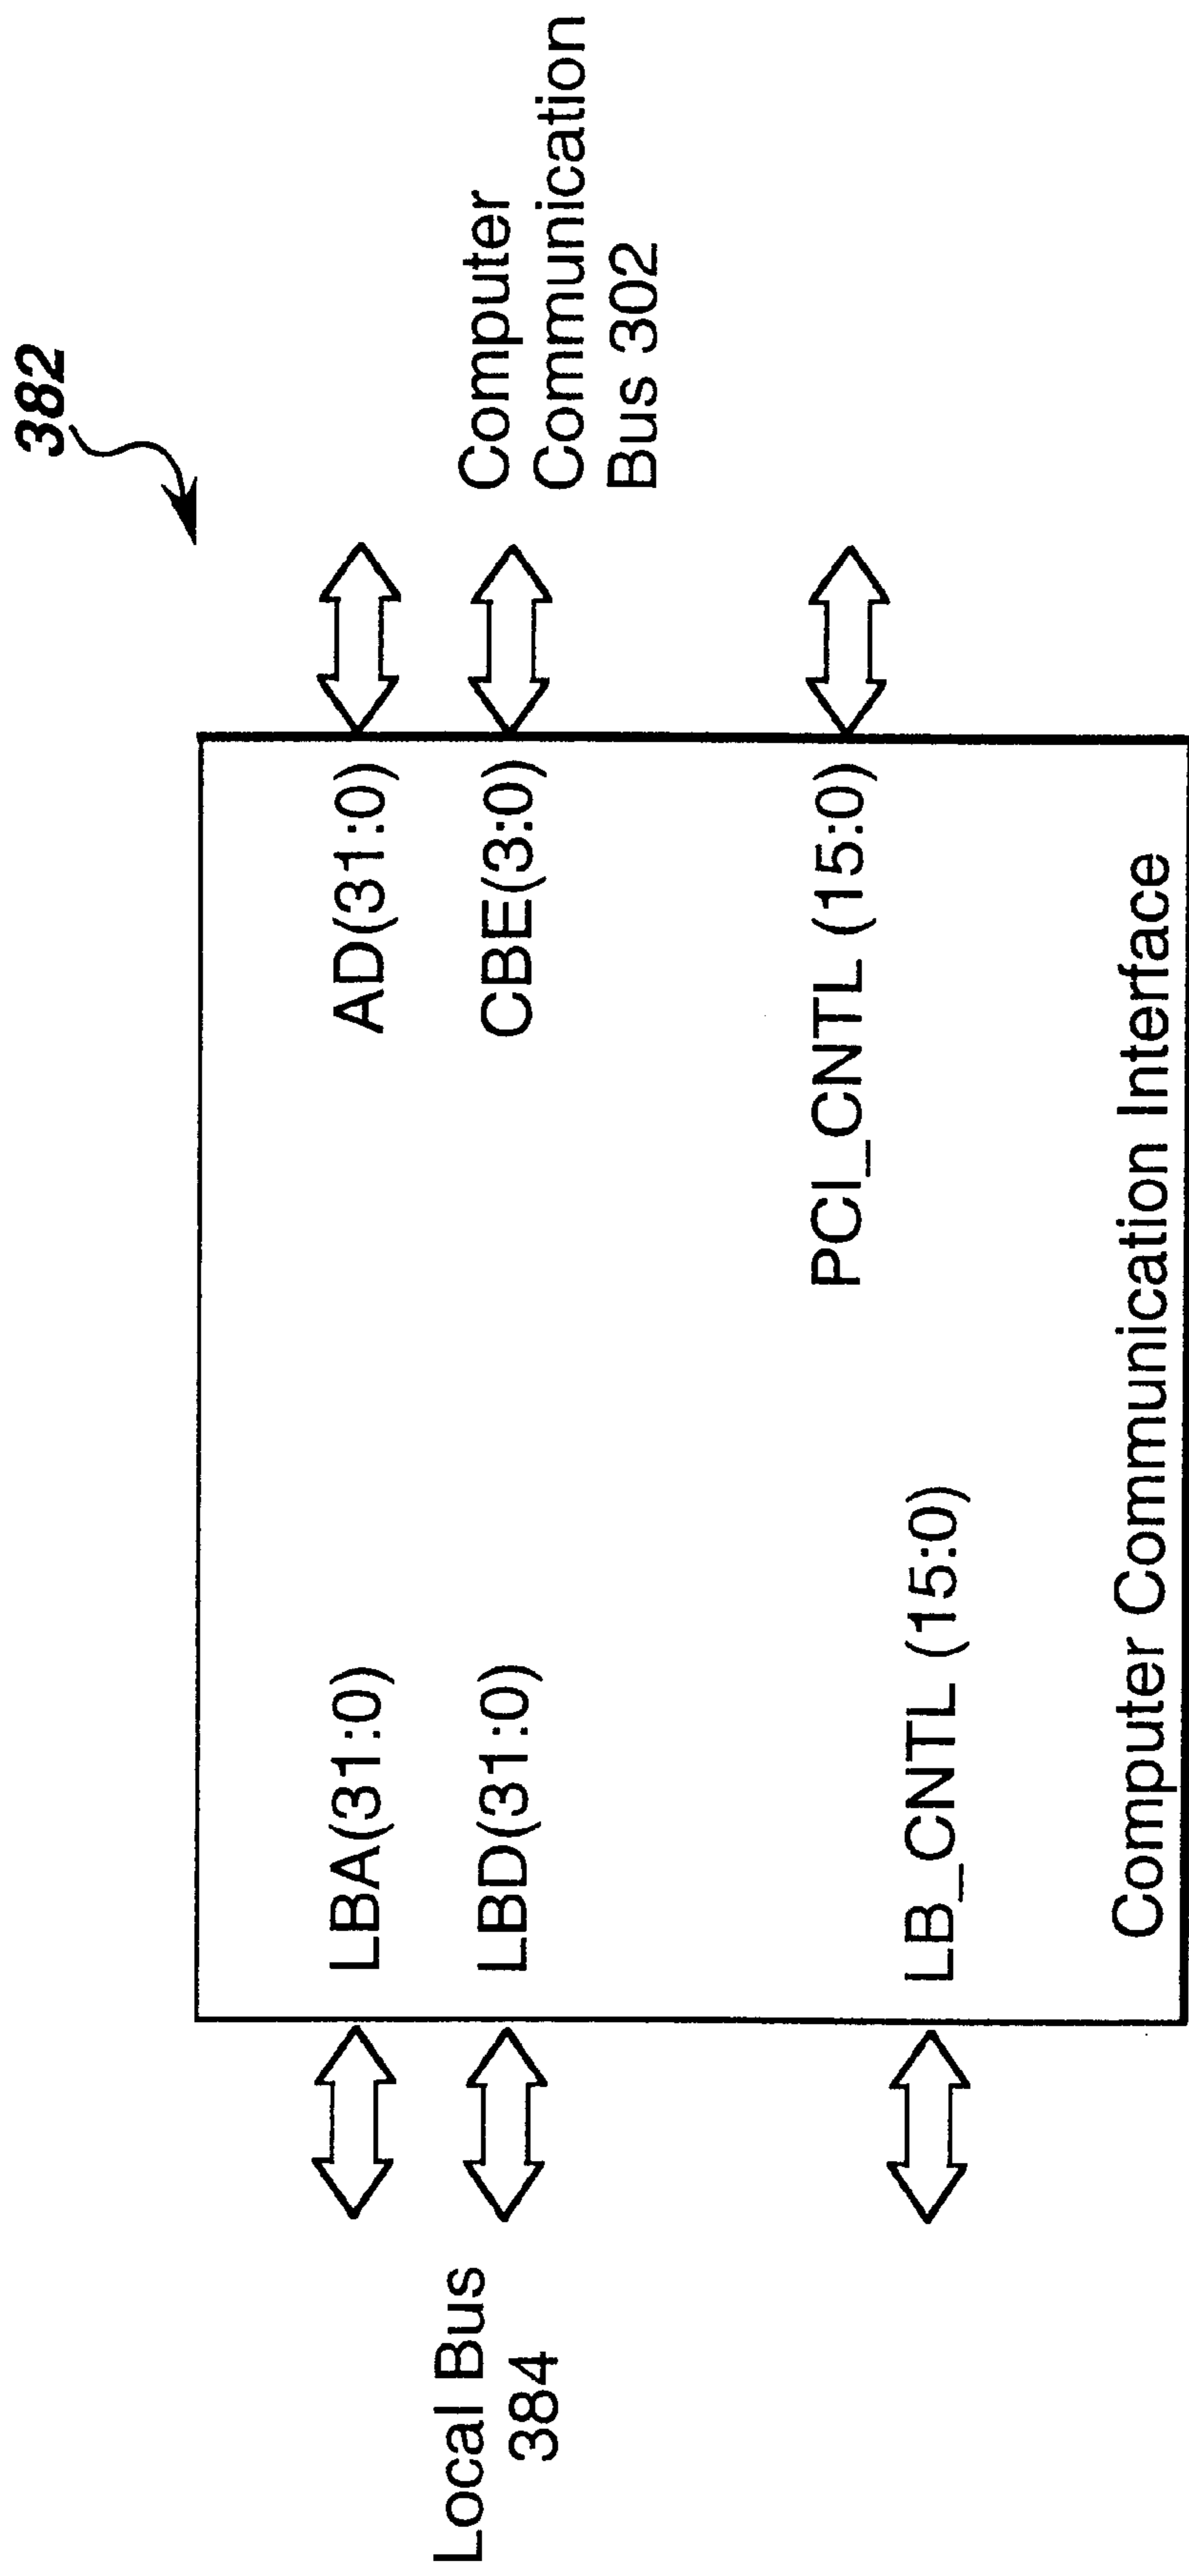 382
LBA(31:0)
AD(31:0)
Local Bus
384
LBD(31:0)
CBE(3:0)
Computer
Communication
Bus 302
PCI_CNTL (15:0)
LB_CNTL (15:0)
Computer Communication Interface